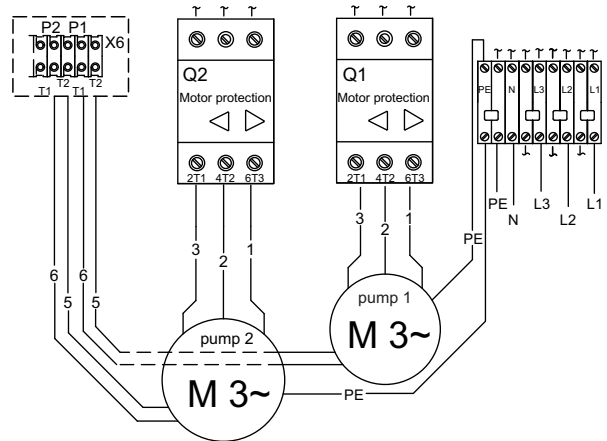 P2 P1
X6
T1 T2 T1 T2
Q2
Motor protection
2T1 4T2 6T3
Q1
Motor protection
2T1 4T2 6T3
PE N L3 L2 L1
PE
N
L3
L2
L1
3 2 1
3 2 1
PE
6 5 6 5
pump 1
M 3~
pump 2
M 3~
PE